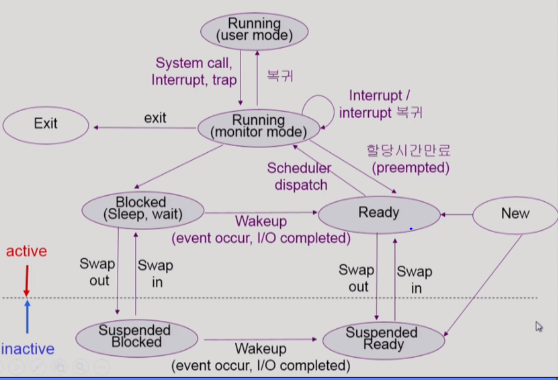 Running
(user mode)
System call,
Interrupt, trap
복귀
Interrupt /
interrupt 복귀
Exit
exit
Running
(monitor mode)
할당시간만료
(preempted)
Scheduler
dispatch
Blocked
(Sleep, wait)
Wakeup
(event occur, I/O completed)
Ready
New
active
Swap
out
Swap
in
Swap
out
Swap
in
inactive
Suspended
Blocked
Wakeup
(event occur, I/O completed)
Suspended
Ready